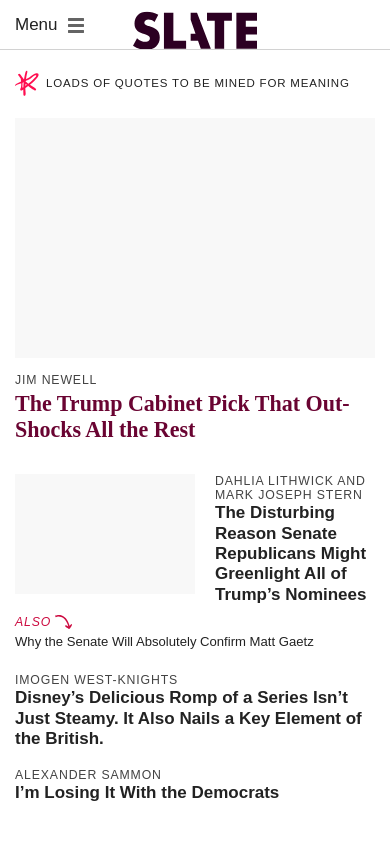 Menu
SLATE
LOADS OF QUOTES TO BE MINED FOR MEANING
JIM NEWELL
The Trump Cabinet Pick That Out-
Shocks All the Rest
DAHLIA LITHWICK AND
MARK JOSEPH STERN
The Disturbing
Reason Senate
Republicans Might
Greenlight All of
Trump’s Nominees
ALSO
Why the Senate Will Absolutely Confirm Matt Gaetz
IMOGEN WEST-KNIGHTS
Disney’s Delicious Romp of a Series Isn’t
Just Steamy. It Also Nails a Key Element of
the British.
ALEXANDER SAMMON
I’m Losing It With the Democrats